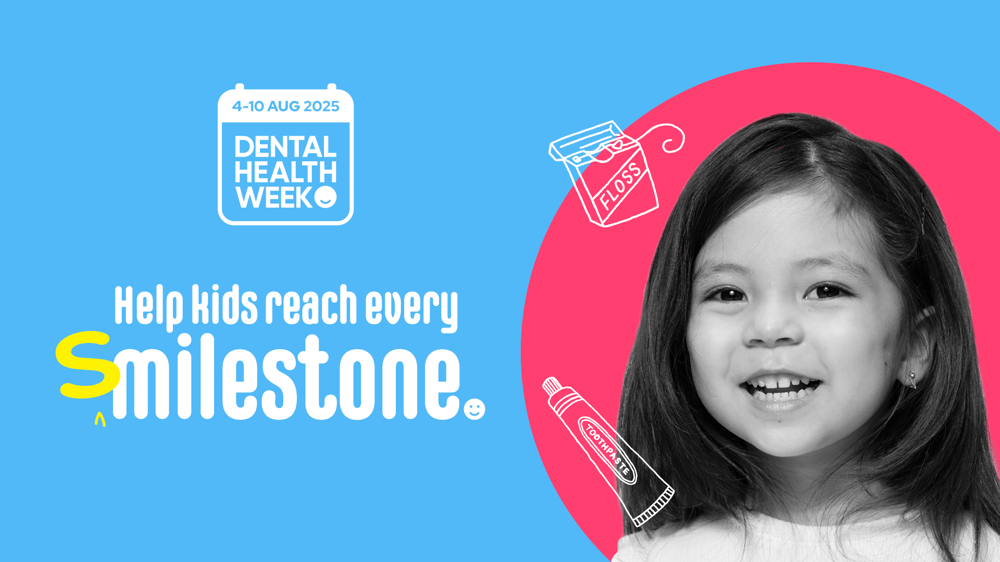 4-10 AUG 2025
DENTAL
HEALTH
WEEK
Help kids reach every
Smilestone.
FLOSS
TOOTHPASTE